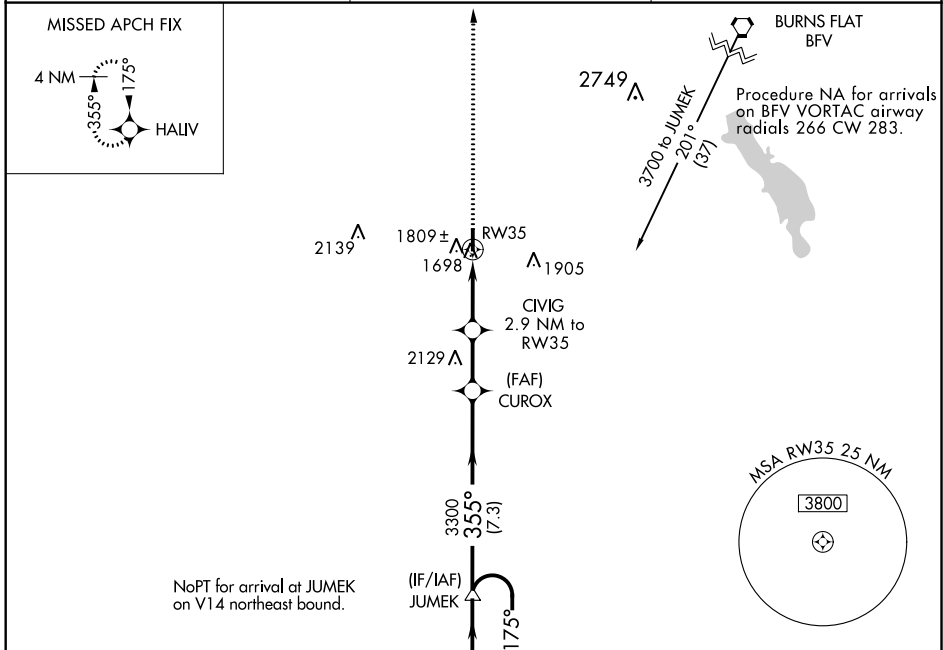 MISSED APCH FIX
4 NM
175°
355°
HALIV
BURNS FLAT
BFV
2749
Procedure NA for arrivals
on BFV VORTAC airway
radials 266 CW 283.
3700 to JUMEK
201°
(37)
2139
1809±
RW35
1698
1905
CIVIG
2.9 NM to
RW35
2129
(FAF)
CUROX
MSA RW35 25 NM
3800
3300
355°
(7.3)
NoPT for arrival at JUMEK
on V14 northeast bound.
(IF/IAF)
JUMEK
175°